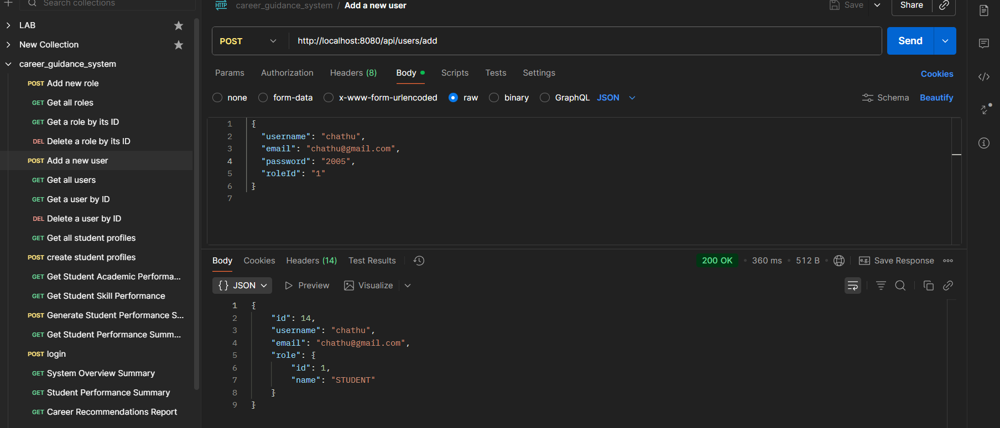 Search collections
LAB
New Collection
career_guidance_system
POST Add new role
GET Get all roles
GET Get a role by its ID
DEL Delete a role by its ID
POST Add a new user
GET Get all users
GET Get a user by ID
DEL Delete a user by ID
GET Get all student profiles
POST create student profiles
GET Get Student Academic Performa...
GET Get Student Skill Performance
POST Generate Student Performance S...
GET Get Student Performance Summ...
POST login
GET System Overview Summary
GET Student Performance Summary
GET Career Recommendations Report
HTTP career_guidance_system / Add a new user
Save
Share
POST http://localhost:8080/api/users/add
Send
Params Authorization Headers (8) Body Scripts Tests Settings
Cookies
none form-data x-www-form-urlencoded raw binary GraphQL JSON
Schema Beautify
1 {
2 "username": "chathu",
3 "email": "chathu@gmail.com",
4 "password": "2005",
5 "roleId": "1"
6 }
7
Body Cookies Headers (14) Test Results
200 OK • 360 ms • 512 B
e.g. Save Response
{} JSON Preview Visualize
1 {
2 "id": 14,
3 "username": "chathu",
4 "email": "chathu@gmail.com",
5 "role": {
6 "id": 1,
7 "name": "STUDENT"
8 }
9 }